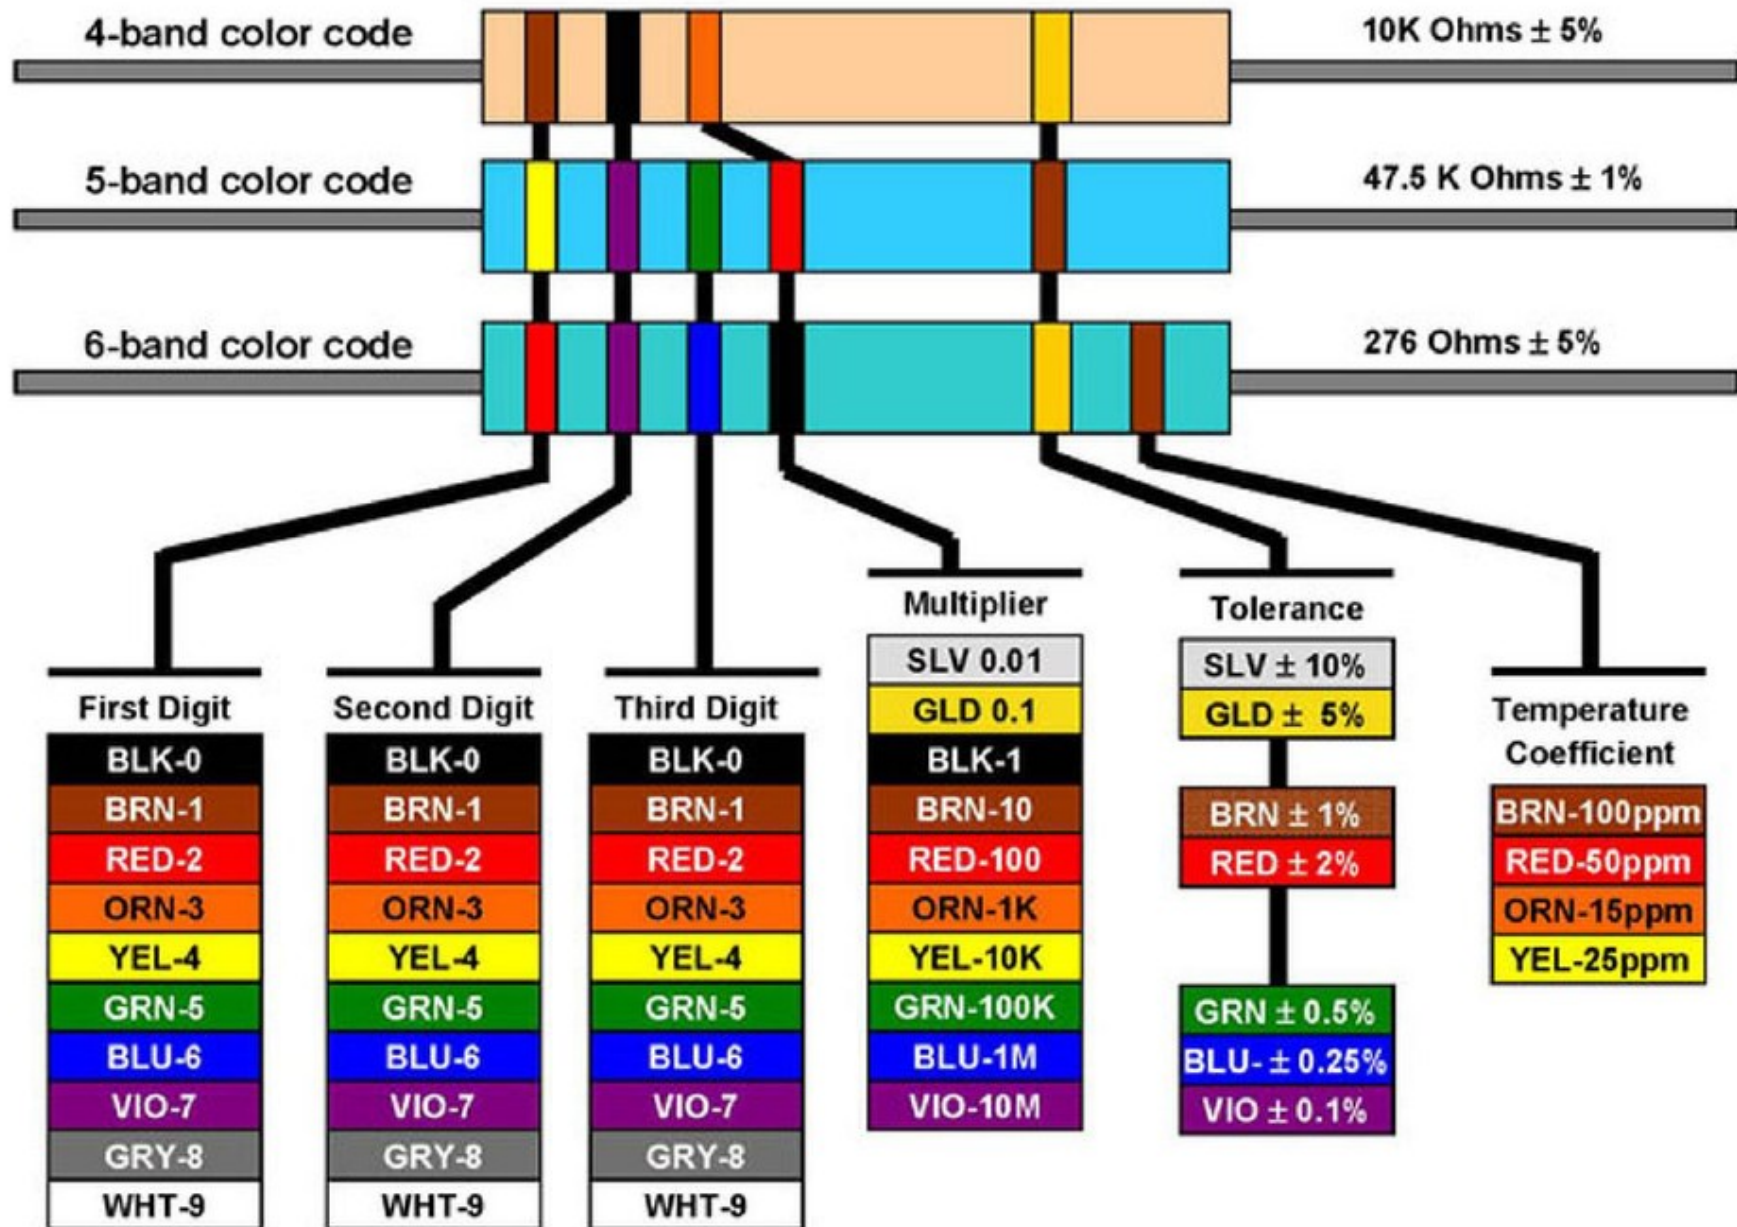 4-band color code
10K Ohms ± 5%
5-band color code
47.5 K Ohms ± 1%
6-band color code
276 Ohms ± 5%
First Digit
BLK-0
BRN-1
RED-2
ORN-3
YEL-4
GRN-5
BLU-6
VIO-7
GRY-8
WHT-9
Second Digit
BLK-0
BRN-1
RED-2
ORN-3
YEL-4
GRN-5
BLU-6
VIO-7
GRY-8
WHT-9
Third Digit
BLK-0
BRN-1
RED-2
ORN-3
YEL-4
GRN-5
BLU-6
VIO-7
GRY-8
WHT-9
Multiplier
SLV 0.01
GLD 0.1
BLK-1
BRN-10
RED-100
ORN-1K
YEL-10K
GRN-100K
BLU-1M
VIO-10M
Tolerance
SLV ± 10%
GLD ± 5%
BRN ± 1%
RED ± 2%
GRN ± 0.5%
BLU- ± 0.25%
VIO ± 0.1%
Temperature
Coefficient
BRN-100ppm
RED-50ppm
ORN-15ppm
YEL-25ppm